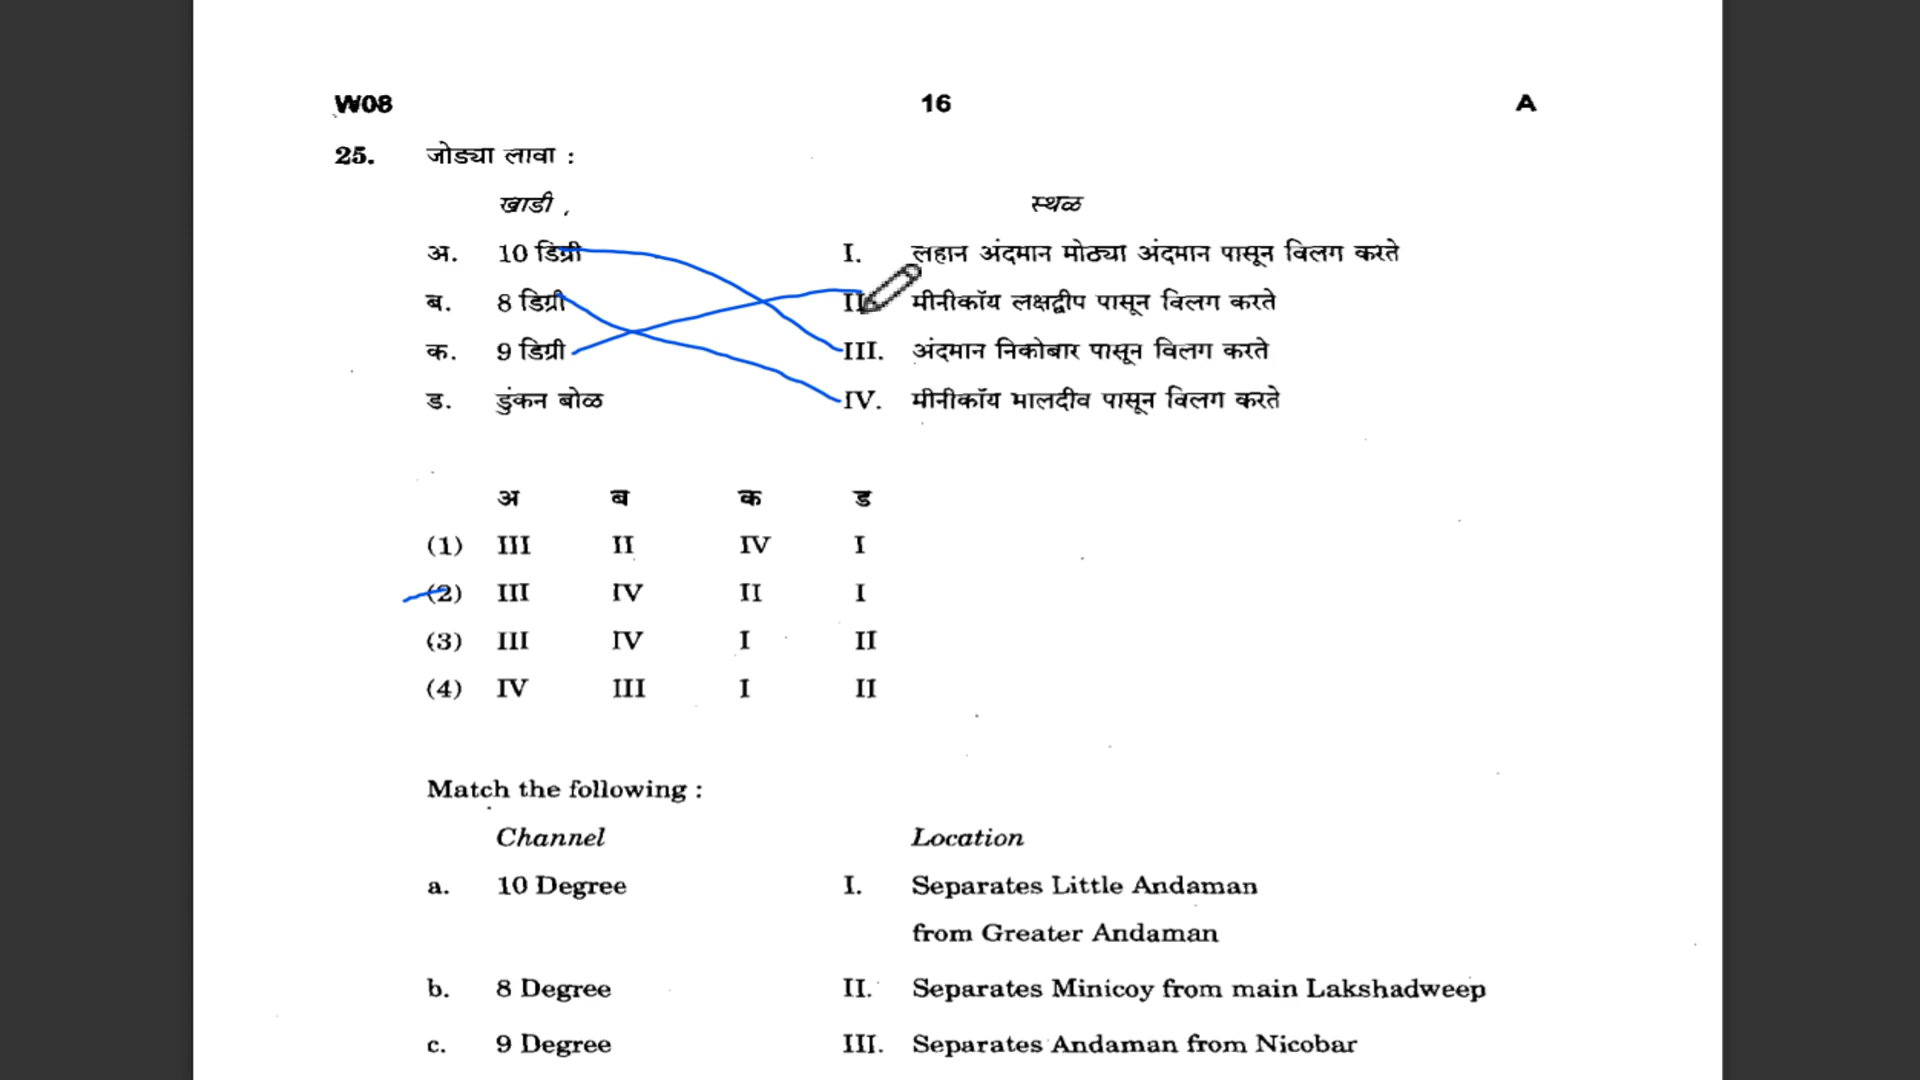 W08 16 A
25. जोड्या लावा :
खाडी स्थळ
अ. 10 डिग्री I. लहान अंदमान मोठ्या अंदमान पासून विलग करते
ब. 8 डिग्री II मीनीकॉय लक्षद्वीप पासून विलग करते
क. 9 डिग्री III. अंदमान निकोबार पासून विलग करते
ड. डुंकन बोळ IV. मीनीकॉय मालदीव पासून विलग करते
अ ब क ड
(1) III II IV I
(2) III IV II I
(3) III IV I II
(4) IV III I II
Match the following :
Channel Location
a. 10 Degree I. Separates Little Andaman
from Greater Andaman
b. 8 Degree II. Separates Minicoy from main Lakshadweep
c. 9 Degree III. Separates Andaman from Nicobar